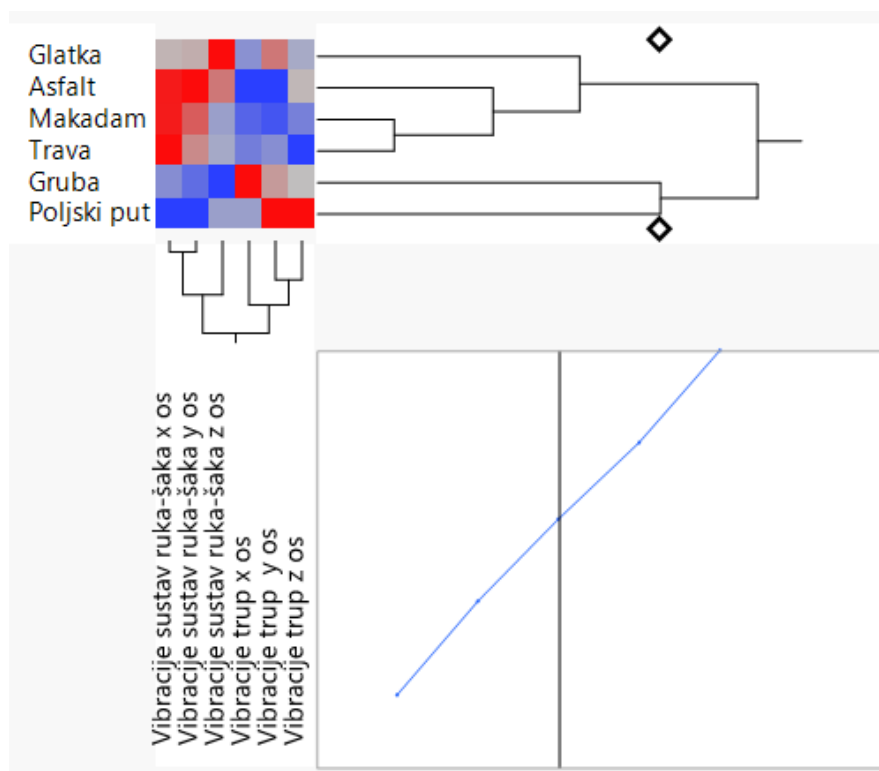 Glatka
Asfalt
Makadam
Trava
Gruba
Poljski put
Vibracije sustav ruka-šaka x os
Vibracije sustav ruka-šaka y os
Vibracije sustav ruka-šaka z os
Vibracije trup x os
Vibracije trup y os
Vibracije trup z os